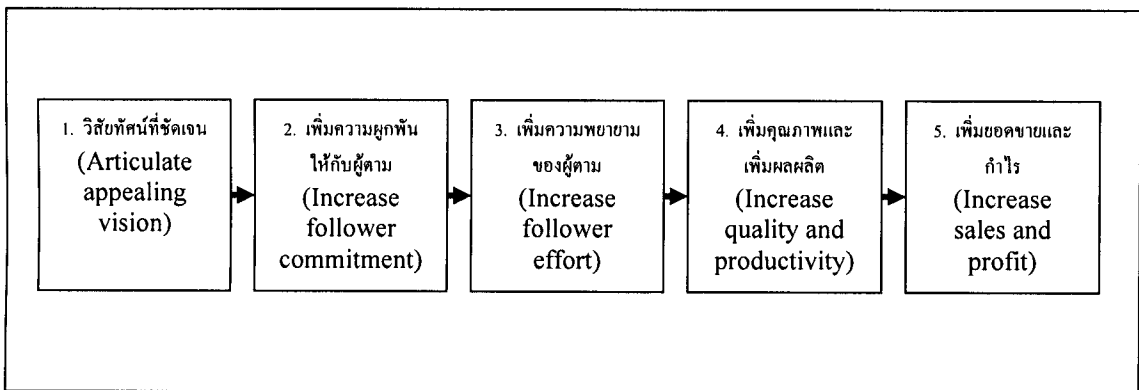 1. วิสัยทัศน์ที่ชัดเจน
(Articulate
appealing
vision)
2. เพิ่มความผูกพัน
ให้กับผู้ตาม
(Increase
follower
commitment)
3. เพิ่มความพยายาม
ของผู้ตาม
(Increase
follower
effort)
4. เพิ่มคุณภาพและ
เพิ่มผลผลิต
(Increase
quality and
productivity)
5. เพิ่มยอดขายและ
กำไร
(Increase
sales and
profit)